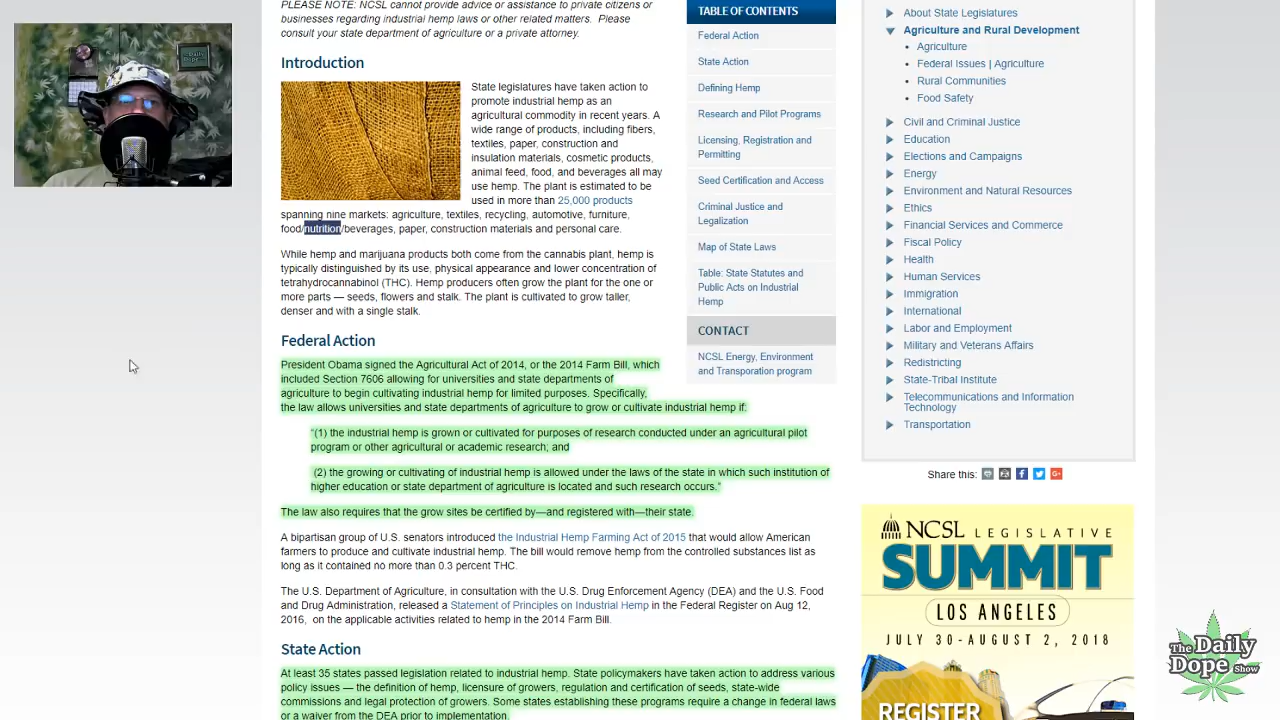 PLEASE NOTE: NCSL cannot provide advice or assistance to private citizens or
businesses regarding industrial hemp laws or other related matters.  Please
consult your state department of agriculture or a private attorney.
Introduction
State legislatures have taken action to
promote industrial hemp as an
agricultural commodity in recent years. A
wide range of products, including fibers,
textiles, paper, construction and
insulation materials, cosmetic products,
animal feed, food, and beverages all may
use hemp. The plant is estimated to be
used in more than 25,000 products
spanning nine markets: agriculture, textiles, recycling, automotive, furniture,
food/nutrition/beverages, paper, construction materials and personal care.
While hemp and marijuana products both come from the cannabis plant, hemp is
typically distinguished by its use, physical appearance and lower concentration of
tetrahydrocannabinol (THC). Hemp producers often grow the plant for the one or
more parts — seeds, flowers and stalk. The plant is cultivated to grow taller,
denser and with a single stalk.
Federal Action
President Obama signed the Agricultural Act of 2014, or the 2014 Farm Bill, which
included Section 7606 allowing for universities and state departments of
agriculture to begin cultivating industrial hemp for limited purposes. Specifically,
the law allows universities and state departments of agriculture to grow or cultivate industrial hemp if:
"(1) the industrial hemp is grown or cultivated for purposes of research conducted under an agricultural pilot
program or other agricultural or academic research; and
(2) the growing or cultivating of industrial hemp is allowed under the laws of the state in which such institution of
higher education or state department of agriculture is located and such research occurs."
The law also requires that the grow sites be certified by—and registered with—their state.
A bipartisan group of U.S. senators introduced the Industrial Hemp Farming Act of 2015 that would allow American
farmers to produce and cultivate industrial hemp. The bill would remove hemp from the controlled substances list as
long as it contained no more than 0.3 percent THC.
The U.S. Department of Agriculture, in consultation with the U.S. Drug Enforcement Agency (DEA) and the U.S. Food
and Drug Administration, released a Statement of Principles on Industrial Hemp in the Federal Register on Aug 12,
2016,  on the applicable activities related to hemp in the 2014 Farm Bill.
State Action
At least 35 states passed legislation related to industrial hemp. State policymakers have taken action to address various
policy issues — the definition of hemp, licensure of growers, regulation and certification of seeds, state-wide
commissions and legal protection of growers. Some states establishing these programs require a change in federal laws
or a waiver from the DEA prior to implementation.
TABLE OF CONTENTS
Federal Action
State Action
Defining Hemp
Research and Pilot Programs
Licensing, Registration and
Permitting
Seed Certification and Access
Criminal Justice and
Legalization
Map of State Laws
Table: State Statutes and
Public Acts on Industrial
Hemp
CONTACT
NCSL Energy, Environment
and Transporation program
About State Legislatures
Agriculture and Rural Development
Agriculture
Federal Issues | Agriculture
Rural Communities
Food Safety
Civil and Criminal Justice
Education
Elections and Campaigns
Energy
Environment and Natural Resources
Ethics
Financial Services and Commerce
Fiscal Policy
Health
Human Services
Immigration
International
Labor and Employment
Military and Veterans Affairs
Redistricting
State-Tribal Institute
Telecommunications and Information
Technology
Transportation
Share this:
NCSL LEGISLATIVE
SUMMIT
LOS ANGELES
JULY 30-AUGUST 2, 2018
REGISTER
The Daily
Dope Show